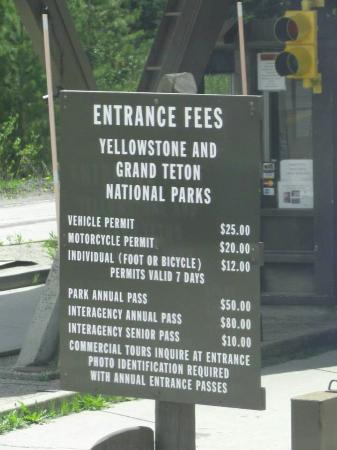 ENTRANCE FEES
YELLOWSTONE AND
GRAND TETON
NATIONAL PARKS
VEHICLE PERMIT $25.00
MOTORCYCLE PERMIT $20.00
INDIVIDUAL (FOOT OR BICYCLE) $12.00
PERMITS VALID 7 DAYS
PARK ANNUAL PASS $50.00
INTERAGENCY ANNUAL PASS $80.00
INTERAGENCY SENIOR PASS $10.00
COMMERCIAL TOURS INQUIRE AT ENTRANCE
PHOTO IDENTIFICATION REQUIRED
WITH ANNUAL ENTRANCE PASSES